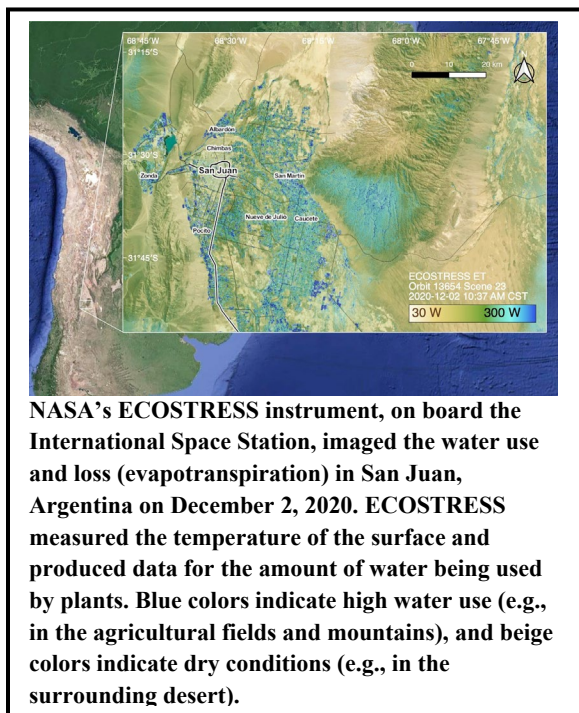 68°45'W 68°30'W 68°15'W 68°0'W 67°45'W
31°15'S
0 10 20 km
N
Albardón
Chimbas
31°30'S
Zonda
San Juan
San Martín
Nueve de Julio
Caucete
Pocito
31°45'S
ECOSTRESS ET
Orbit 13654 Scene 23
2020-12-02 10:37 AM CST
30 W 300 W
NASA's ECOSTRESS instrument, on board the
International Space Station, imaged the water use
and loss (evapotranspiration) in San Juan,
Argentina on December 2, 2020. ECOSTRESS
measured the temperature of the surface and
produced data for the amount of water being used
by plants. Blue colors indicate high water use (e.g.,
in the agricultural fields and mountains), and beige
colors indicate dry conditions (e.g., in the
surrounding desert).